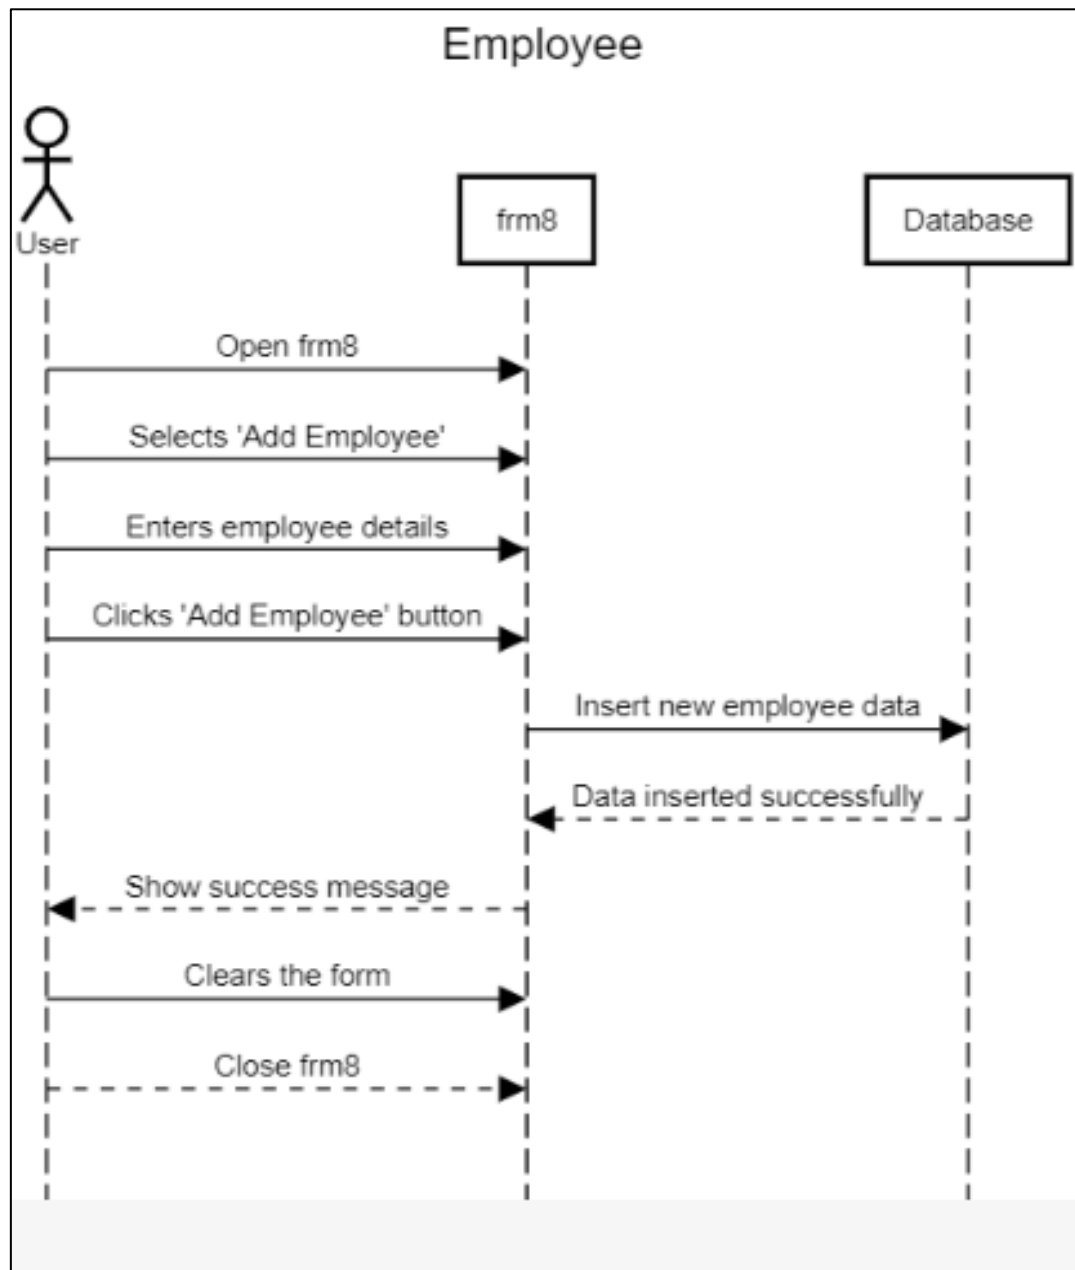 Employee
User
frm8
Database
Open frm8
Selects 'Add Employee'
Enters employee details
Clicks 'Add Employee' button
Insert new employee data
Data inserted successfully
Show success message
Clears the form
Close frm8